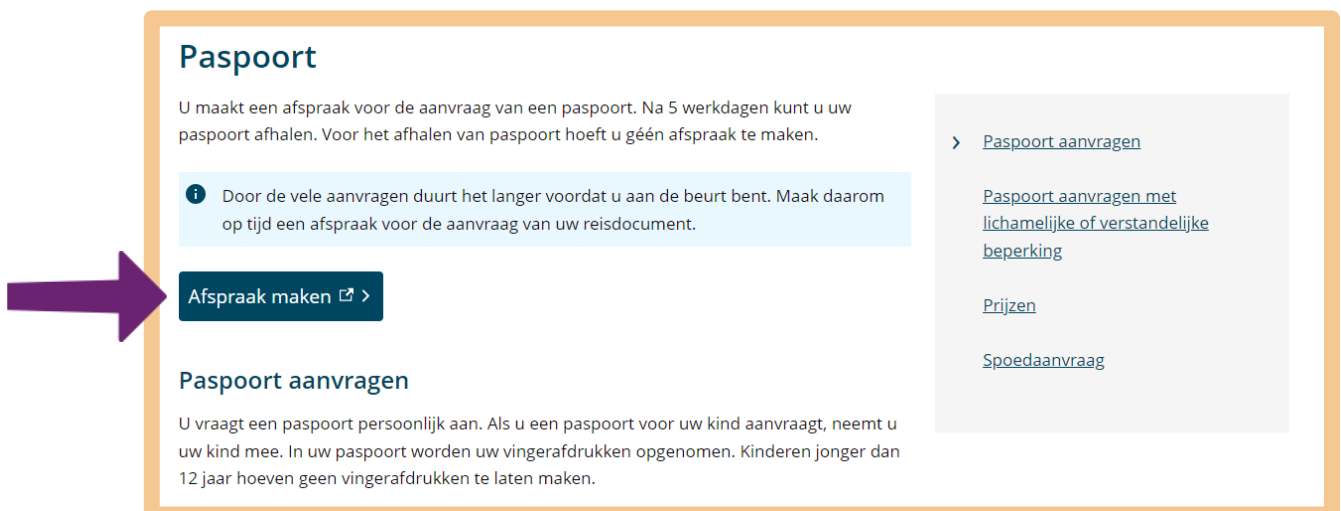 Paspoort
U maakt een afspraak voor de aanvraag van een paspoort. Na 5 werkdagen kunt u uw
paspoort afhalen. Voor het afhalen van paspoort hoeft u géén afspraak te maken.
Door de vele aanvragen duurt het langer voordat u aan de beurt bent. Maak daarom
op tijd een afspraak voor de aanvraag van uw reisdocument.
Afspraak maken
Paspoort aanvragen
U vraagt een paspoort persoonlijk aan. Als u een paspoort voor uw kind aanvraagt, neemt u
uw kind mee. In uw paspoort worden uw vingerafdrukken opgenomen. Kinderen jonger dan
12 jaar hoeven geen vingerafdrukken te laten maken.
Paspoort aanvragen
Paspoort aanvragen met
lichamelijke of verstandelijke
beperking
Prijzen
Spoedaanvraag